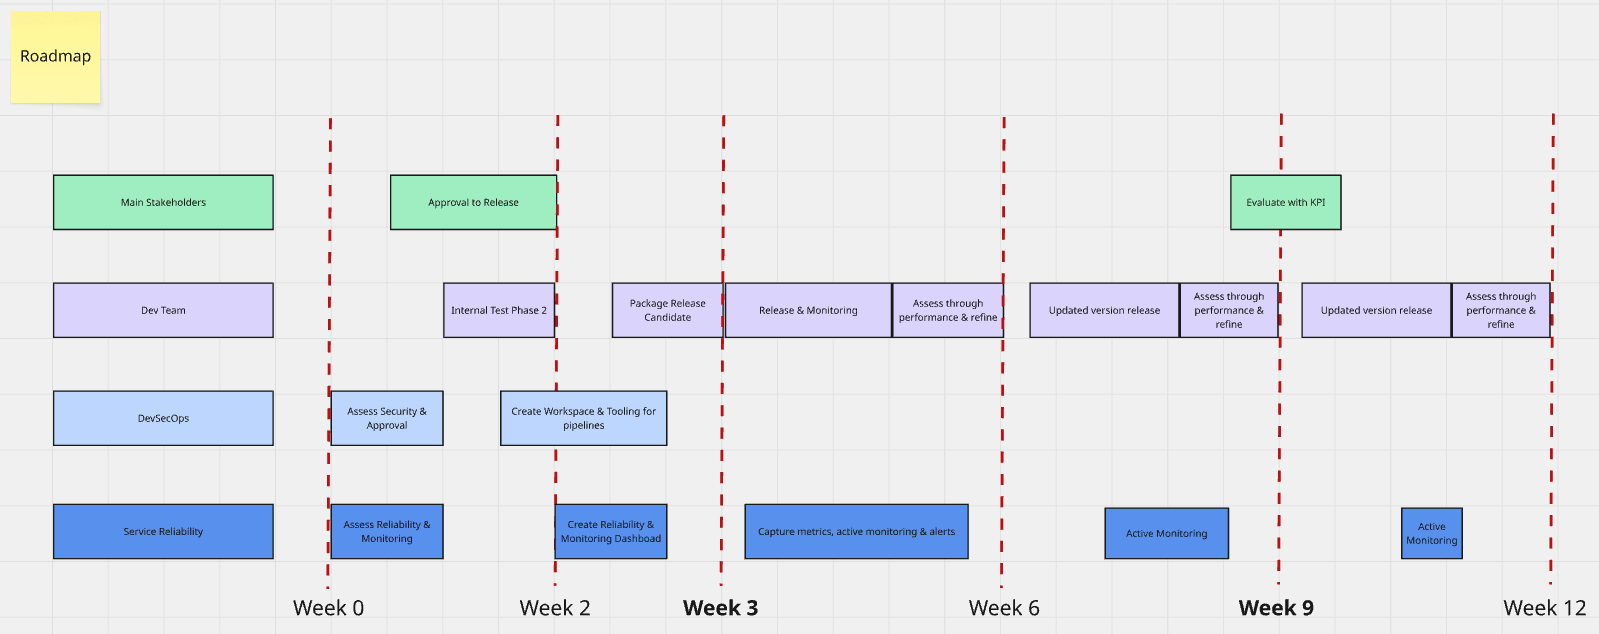 Roadmap
Main Stakeholders
Approval to Release
Evaluate with KPI
Dev Team
Internal Test Phase 2
Package Release
Candidate
Release & Monitoring
Assess through
performance & refine
Updated version release
Assess through
performance &
refine
Updated version release
Assess through
performance &
refine
DevSecOps
Assess Security &
Approval
Create Workspace & Tooling for
pipelines
Service Reliability
Assess Reliability &
Monitoring
Create Reliability &
Monitoring Dashboad
Capture metrics, active monitoring & alerts
Active Monitoring
Active
Monitoring
Week 0
Week 2
Week 3
Week 6
Week 9
Week 12